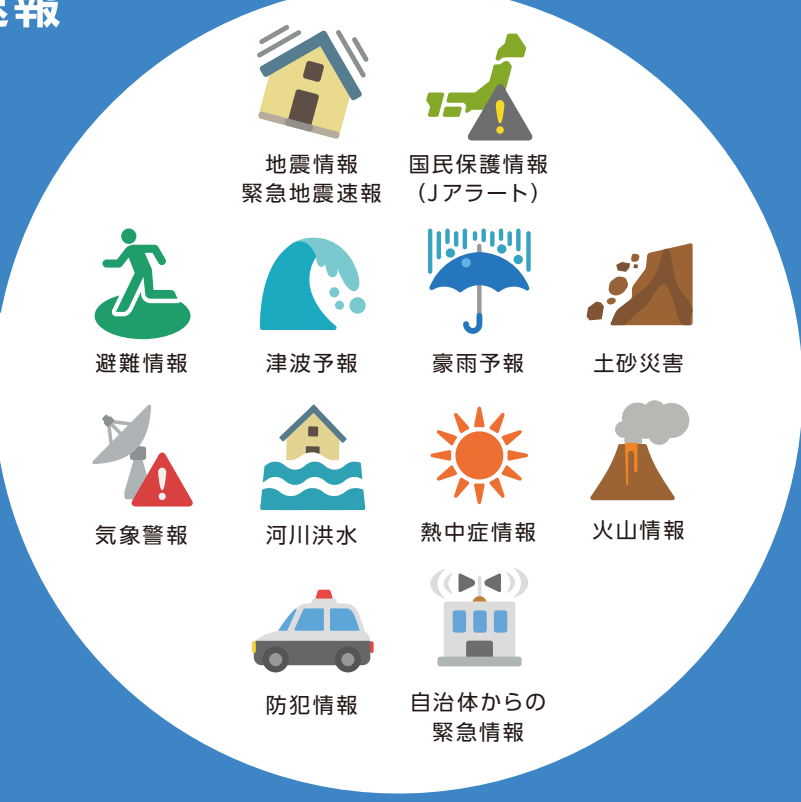 速報
地震情報
緊急地震速報
国民保護情報
(Jアラート)
避難情報
津波予報
豪雨予報
土砂災害
気象警報
河川洪水
熱中症情報
火山情報
防犯情報
自治体からの
緊急情報